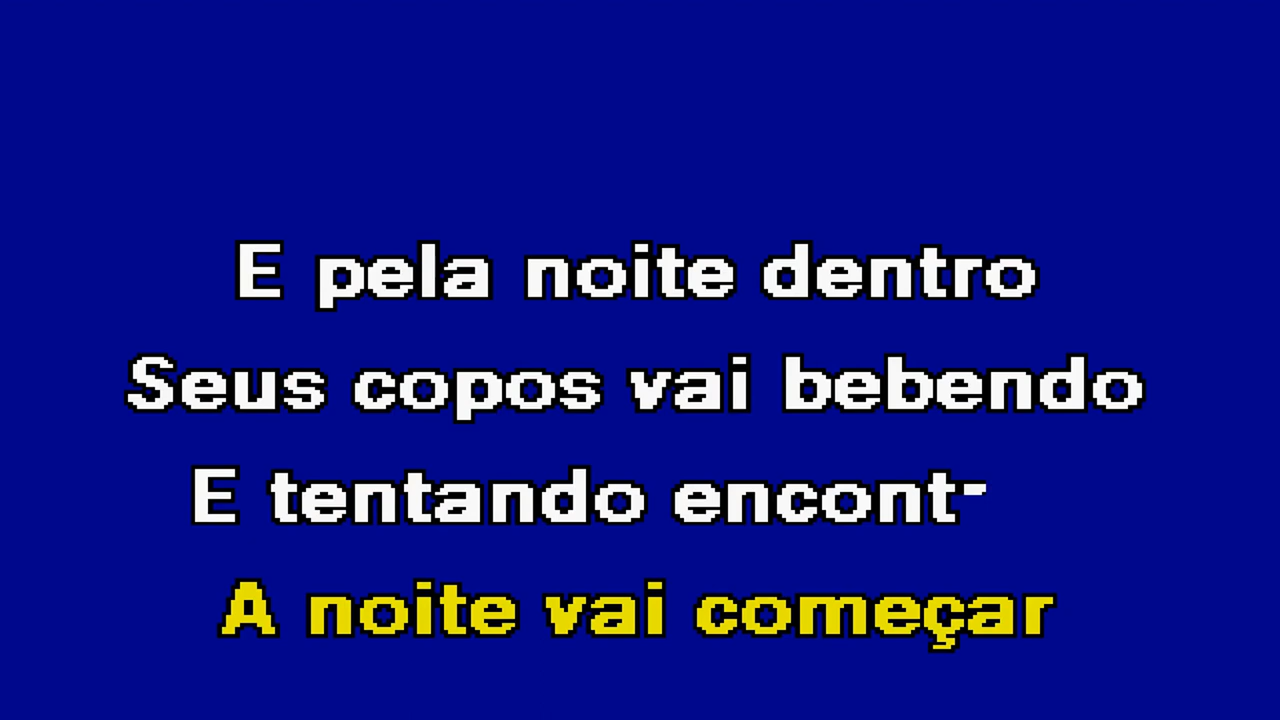 E pela noite dentro
Seus copos vai bebendo
E tentando encont
A noite vai começar